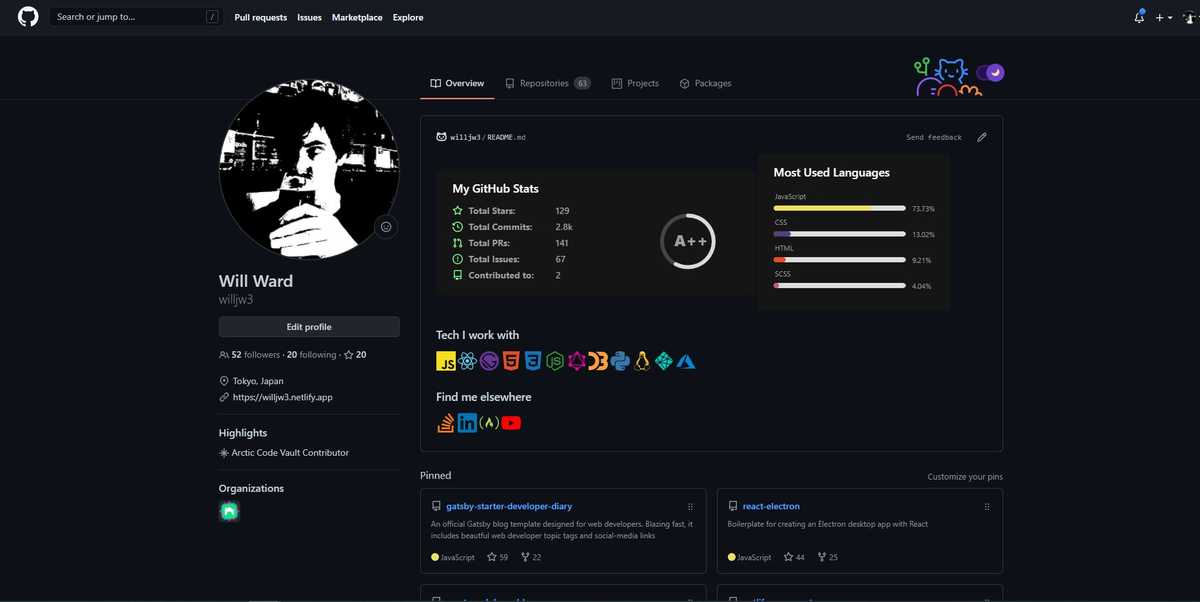 Search or jump to...
/
Pull requests
Issues
Marketplace
Explore
Overview
Repositories 63
Projects
Packages
Will Ward
willjw3
Edit profile
52 followers · 20 following · 20
Tokyo, Japan
https://willjw3.netlify.app
Highlights
Arctic Code Vault Contributor
Organizations
willjw3/README.md
Send feedback
My GitHub Stats
Total Stars: 129
Total Commits: 2.8k
Total PRs: 141
Total Issues: 67
Contributed to: 2
A++
Most Used Languages
JavaScript
73.73%
CSS
13.02%
HTML
9.21%
SCSS
4.04%
Tech I work with
JS
Find me elsewhere
in
Pinned
Customize your pins
gatsby-starter-developer-diary
An official Gatsby blog template designed for web developers. Blazing fast, it
includes beautful web developer topic tags and social-media links
JavaScript 59 22
react-electron
Boilerplate for creating an Electron desktop app with React
JavaScript 44 25